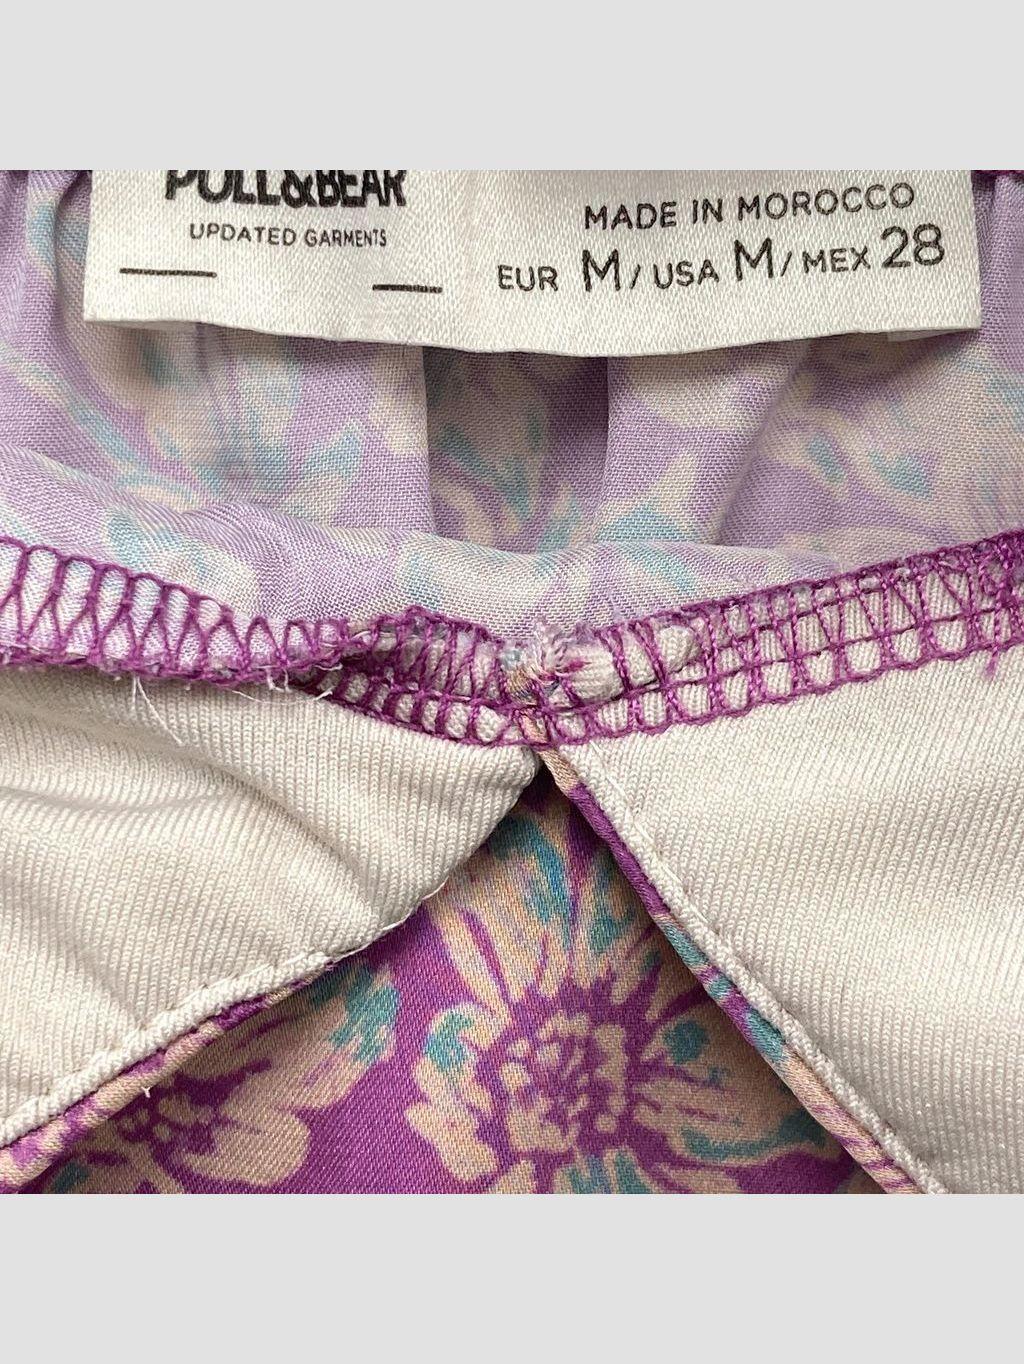 PULL&BEAR
UPDATED GARMENTS
MADE IN MOROCCO
EUR M/USA M/MEX 28